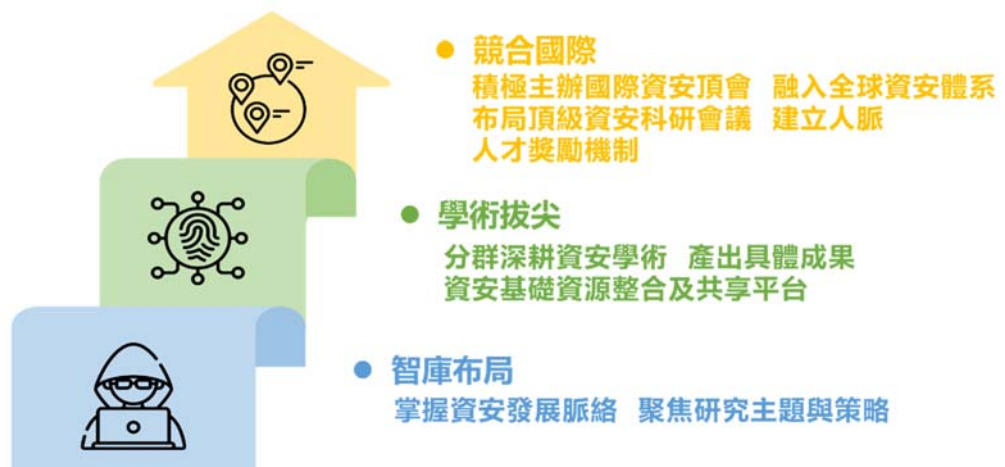 競合國際
積極主辦國際資安頂會 融入全球資安體系
布局頂級資安科研會議 建立人脈
人才獎勵機制
學術拔尖
分群深耕資安學術 產出具體成果
資安基礎資源整合及共享平台
智庫布局
掌握資安發展脈絡 聚焦研究主題與策略